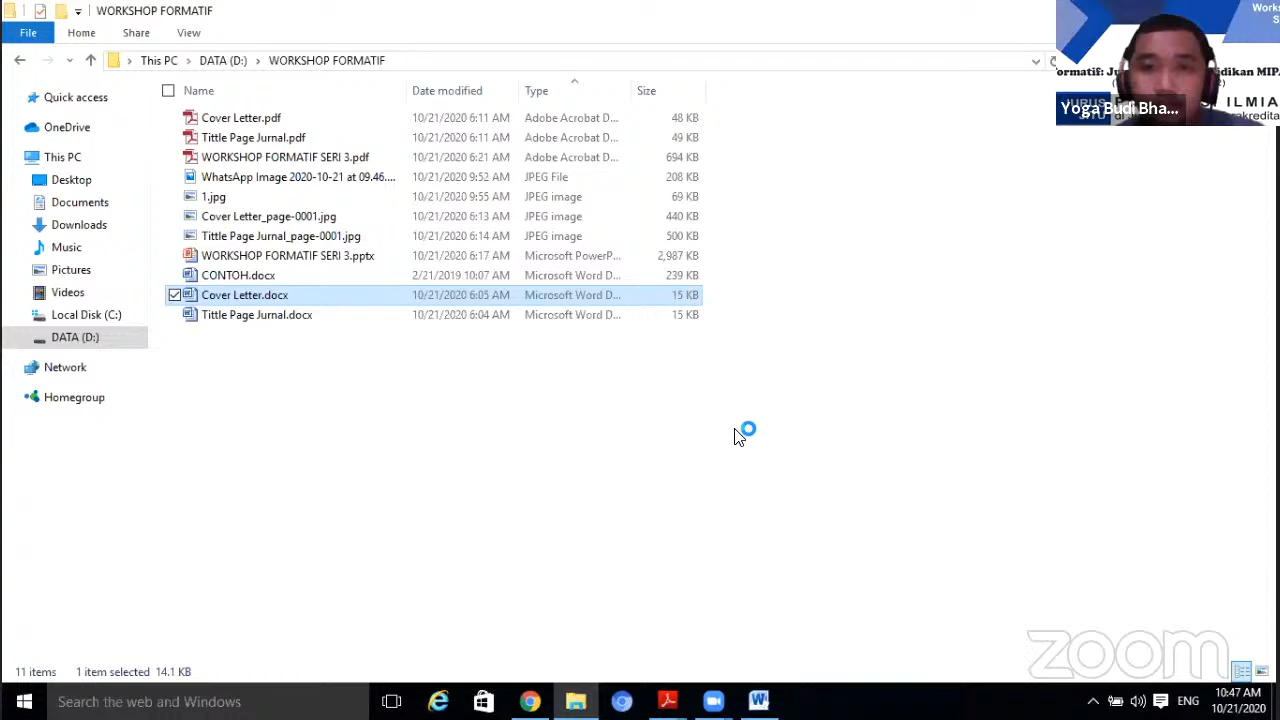 WORKSHOP FORMATIF
File Home Share View
This PC DATA (D:) WORKSHOP FORMATIF
Name Date modified Type Size
Quick access
OneDrive
This PC
Desktop
Documents
Downloads
Music
Pictures
Videos
Local Disk (C:)
DATA (D:)
Network
Homegroup
Cover Letter.pdf 10/21/2020 6:11 AM Adobe Acrobat D... 48 KB
Tittle Page Jurnal.pdf 10/21/2020 6:11 AM Adobe Acrobat D... 49 KB
WORKSHOP FORMATIF SERI 3.pdf 10/21/2020 6:21 AM Adobe Acrobat D... 694 KB
WhatsApp Image 2020-10-21 at 09.46.... 10/21/2020 9:52 AM JPEG File 208 KB
1.jpg 10/21/2020 9:55 AM JPEG image 69 KB
Cover Letter_page-0001.jpg 10/21/2020 6:13 AM JPEG image 440 KB
Tittle Page Jurnal_page-0001.jpg 10/21/2020 6:14 AM JPEG image 500 KB
WORKSHOP FORMATIF SERI 3.pptx 10/21/2020 6:17 AM Microsoft PowerP... 2,987 KB
CONTOH.docx 2/21/2019 10:07 AM Microsoft Word D... 239 KB
Cover Letter.docx 10/21/2020 6:05 AM Microsoft Word D... 15 KB
Tittle Page Jurnal.docx 10/21/2020 6:04 AM Microsoft Word D... 15 KB
Yoga Budi Bha...
JURUS
JITU
ILMIA
zoom
11 items 1 item selected 14.1 KB
Search the web and Windows
ENG
10:47 AM
10/21/2020